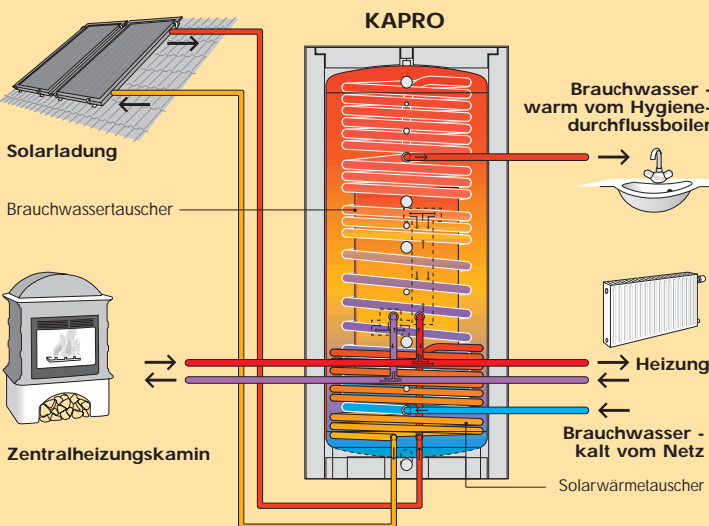 KAPRO
Brauchwasser -
warm vom Hygiene-
durchflussboiler
Solarladung
Brauchwassertauscher
Heizung
Zentralheizungskamin
Brauchwasser -
kalt vom Netz
Solarwärmetauscher